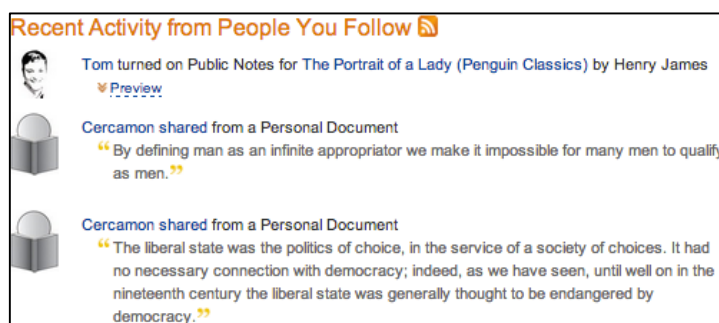 Recent Activity from People You Follow
Tom turned on Public Notes for The Portrait of a Lady (Penguin Classics) by Henry James
Preview
Cercamon shared from a Personal Document
“ By defining man as an infinite appropriator we make it impossible for many men to qualify
as men.”
Cercamon shared from a Personal Document
“ The liberal state was the politics of choice, in the service of a society of choices. It had
no necessary connection with democracy; indeed, as we have seen, until well on in the
nineteenth century the liberal state was generally thought to be endangered by
democracy.”